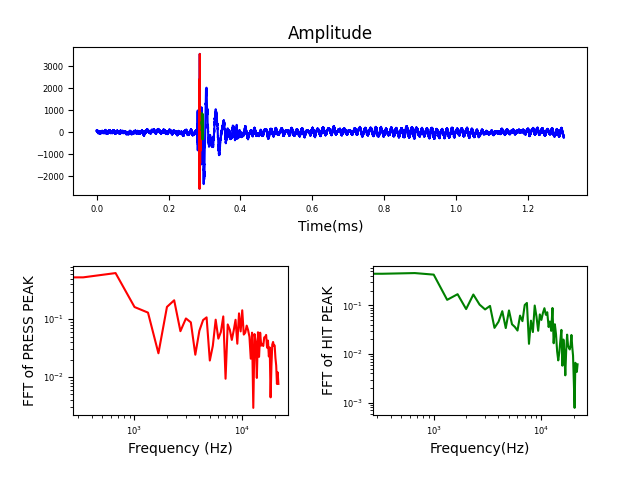 Amplitude
3000
2000
1000
0
−1000
−2000
0.0 0.2 0.4 0.6 0.8 1.0 1.2
Time(ms)
FFT of PRESS PEAK
10⁻¹
10⁻²
10³ 10⁴
Frequency (Hz)
FFT of HIT PEAK
10⁻¹
10⁻²
10⁻³
10³ 10⁴
Frequency(Hz)